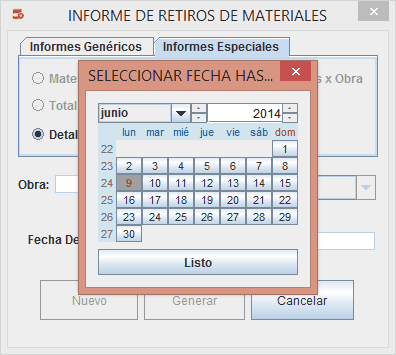 INFORME DE RETIROS DE MATERIALES
Informes Genéricos
Informes Especiales
SELECCIONAR FECHA HAS...
Mate
s x Obra
Total
Detal
junio
2014
lun mar mié jue vie sáb dom
22 1
23 2 3 4 5 6 7 8
24 9 10 11 12 13 14 15
25 16 17 18 19 20 21 22
26 23 24 25 26 27 28 29
27 30
Obra:
Fecha De
Listo
Nuevo
Generar
Cancelar